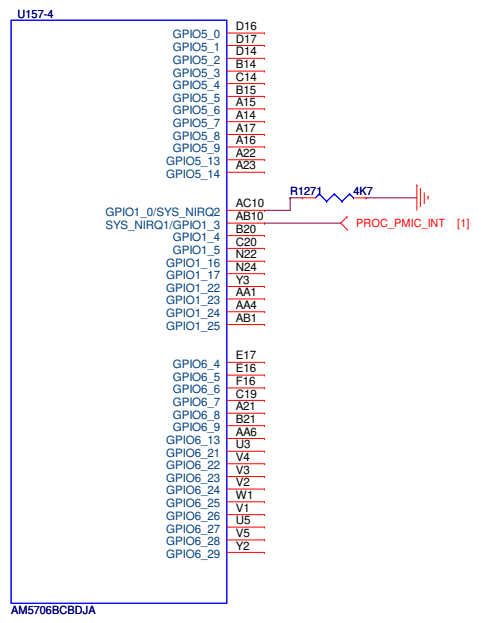 U157-4
GPIO5_0 D16
GPIO5_1 D17
GPIO5_2 D14
GPIO5_3 B14
GPIO5_4 C14
GPIO5_5 B15
GPIO5_6 A15
GPIO5_7 A14
GPIO5_8 A17
GPIO5_9 A16
GPIO5_13 A22
GPIO5_14 A23
R1271 4K7
GPIO1_0/SYS_NIRQ2 AC10
SYS_NIRQ1/GPIO1_3 AB10 PROC_PMIC_INT [1]
GPIO1_4 B20
GPIO1_5 C20
GPIO1_16 N22
GPIO1_17 N24
GPIO1_22 Y3
GPIO1_23 AA1
GPIO1_24 AA4
GPIO1_25 AB1
GPIO6_4 E17
GPIO6_5 E16
GPIO6_6 F16
GPIO6_7 C19
GPIO6_8 A21
GPIO6_9 B21
GPIO6_13 AA6
GPIO6_21 U3
GPIO6_22 V4
GPIO6_23 V3
GPIO6_24 V2
GPIO6_25 W1
GPIO6_26 V1
GPIO6_27 U5
GPIO6_28 V5
GPIO6_29 Y2
AM5706BCBDJA